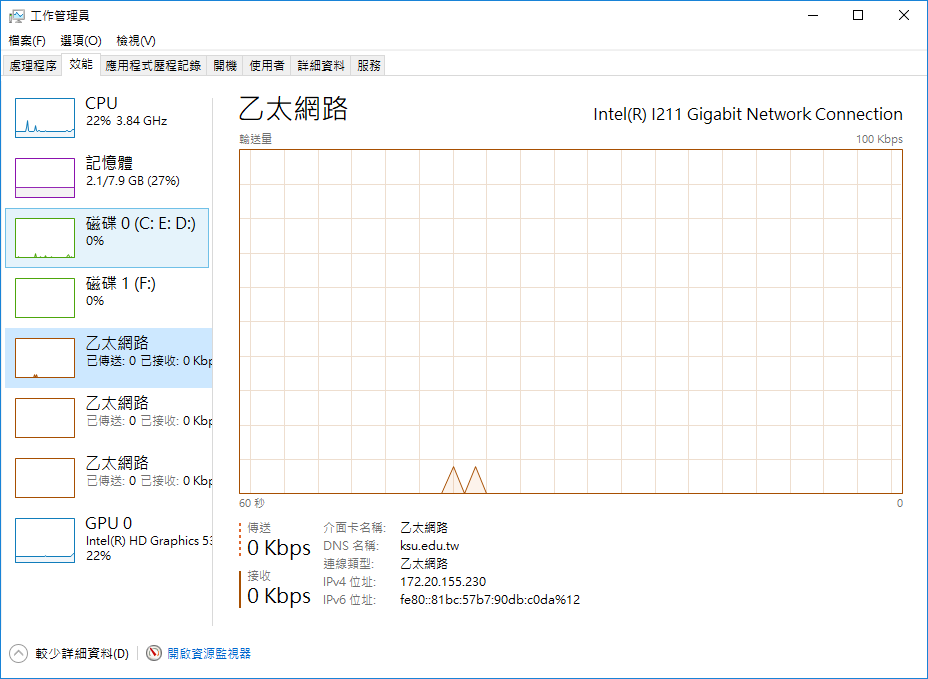 工作管理員
檔案(F) 選項(O) 檢視(V)
處理程序 效能 應用程式歷程記錄 開機 使用者 詳細資料 服務
CPU
22% 3.84 GHz
記憶體
2.1/7.9 GB (27%)
磁碟 0 (C: E: D:)
0%
磁碟 1 (F:)
0%
乙太網路
已傳送: 0 已接收: 0 Kbp
乙太網路
已傳送: 0 已接收: 0 Kbp
乙太網路
已傳送: 0 已接收: 0 Kbp
GPU 0
Intel(R) HD Graphics 53
22%
乙太網路 Intel(R) I211 Gigabit Network Connection
輸送量 100 Kbps
60 秒 0
傳送
0 Kbps
接收
0 Kbps
介面卡名稱: 乙太網路
DNS 名稱: ksu.edu.tw
連線類型: 乙太網路
IPv4 位址: 172.20.155.230
IPv6 位址: fe80::81bc:57b7:90db:c0da%12
較少詳細資料(D) 開啟資源監視器